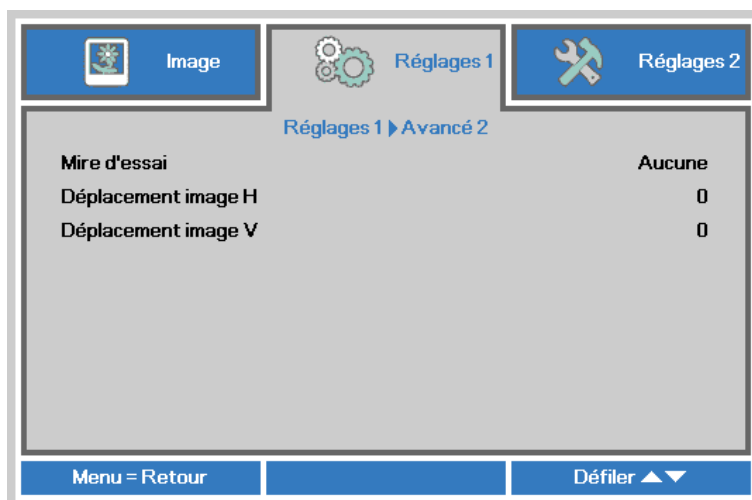 Image
Réglages 1
Réglages 2
Réglages 1 ▶ Avancé 2
Mire d'essai Aucune
Déplacement image H 0
Déplacement image V 0
Menu = Retour
Défiler ▲▼